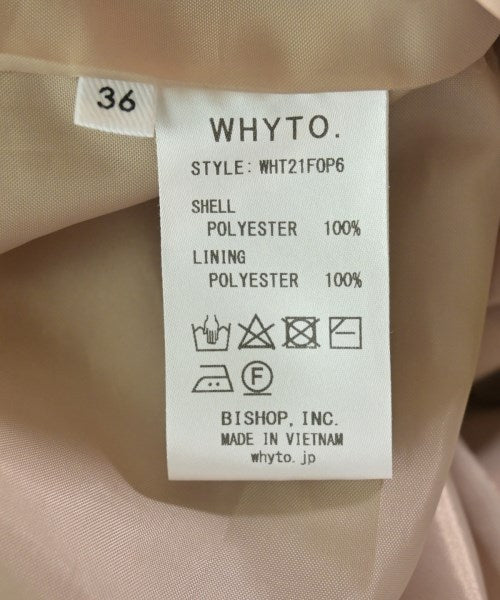 36
WHYTO.
STYLE: WHT21FOP6
SHELL
POLYESTER 100%
LINING
POLYESTER 100%
F
BISHOP, INC.
MADE IN VIETNAM
whyto.jp